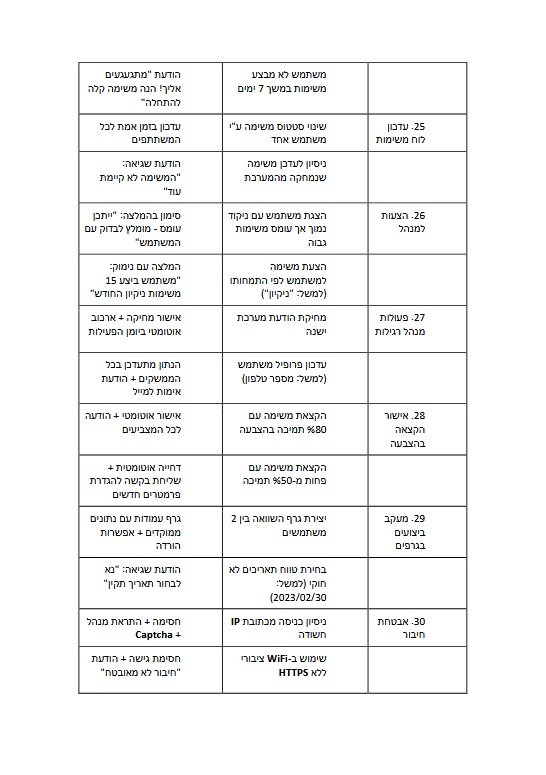 משתמש לא מבצע
משימות במשך 7 ימים
הודעת "מתגעגעים
אליך! הנה משימה קלה
להתחלה"
25. עדכון
לוח משימות
שינוי סטטוס משימה ע"י
משתמש אחד
עדכון בזמן אמת לכל
המשתתפים
ניסיון לעדכן משימה
שנמחקה מהמערכת
הודעת שגיאה:
"המשימה לא קיימת
עוד"
26. הצעות
למנהל
הצגת משתמש עם ניקוד
נמוך אך עומס משימות
גבוה
סימון בהמלצה: "ייתכן
עומס - מומלץ לבדוק עם
המשתמש"
הצעת משימה
למשתמש לפי התמחותו
(למשל: "ניקיון")
המלצה עם נימוק:
"משתמש ביצע 15
משימות ניקיון החודש"
27. פעולות
מנהל רגילות
מחיקת הודעת מערכת
ישנה
אישור מחיקה + ארכוב
אוטומטי ביומן הפעילות
עדכון פרופיל משתמש
(למשל: מספר טלפון)
הנתון מתעדכן בכל
הממשקים + הודעת
אימות למייל
28. אישור
הקצאה
בהצבעה
הקצאת משימה עם
80% תמיכה בהצבעה
אישור אוטומטי + הודעה
לכל המצביעים
הקצאת משימה עם
פחות מ-50% תמיכה
דחייה אוטומטית +
שליחת בקשה להגדרת
פרמטרים חדשים
29. מעקב
ביצועים
בגרפים
יצירת גרף השוואה בין 2
משתמשים
גרף עמודות עם נתונים
ממוקדים + אפשרות
הורדה
בחירת טווח תאריכים לא
חוקי (למשל:
2023/02/30)
הודעת שגיאה: "נא
לבחור תאריך תקין"
30. אבטחת
חיבור
ניסיון כניסה מכתובת IP
חשודה
חסימה + התראת מנהל
+ Captcha
שימוש ב-WiFi ציבורי
ללא HTTPS
חסימת גישה + הודעת
"חיבור לא מאובטח"